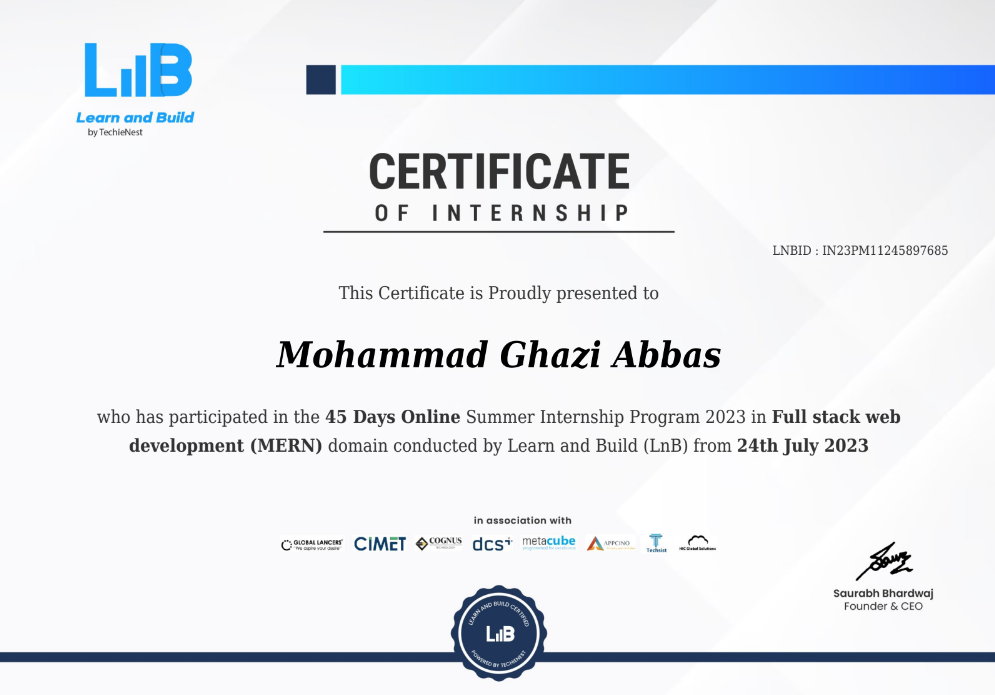 LnB
Learn and Build
by TechieNest
CERTIFICATE
OF INTERNSHIP
LNBID : IN23PM11245897685
This Certificate is Proudly presented to
Mohammad Ghazi Abbas
who has participated in the 45 Days Online Summer Internship Program 2023 in Full stack web
development (MERN) domain conducted by Learn and Build (LnB) from 24th July 2023
in association with
GLOBAL LANCERS
"We aspire your desire"
CIMET
COGNUS
TECHNOLOGY
dcs
metacube
APPCINO
Technist
HIC Global Solutions
Saurabh Bhardwaj
Founder & CEO
LEARN AND BUILD CERTIFIED
LnB
POWERED BY TECHIENEST